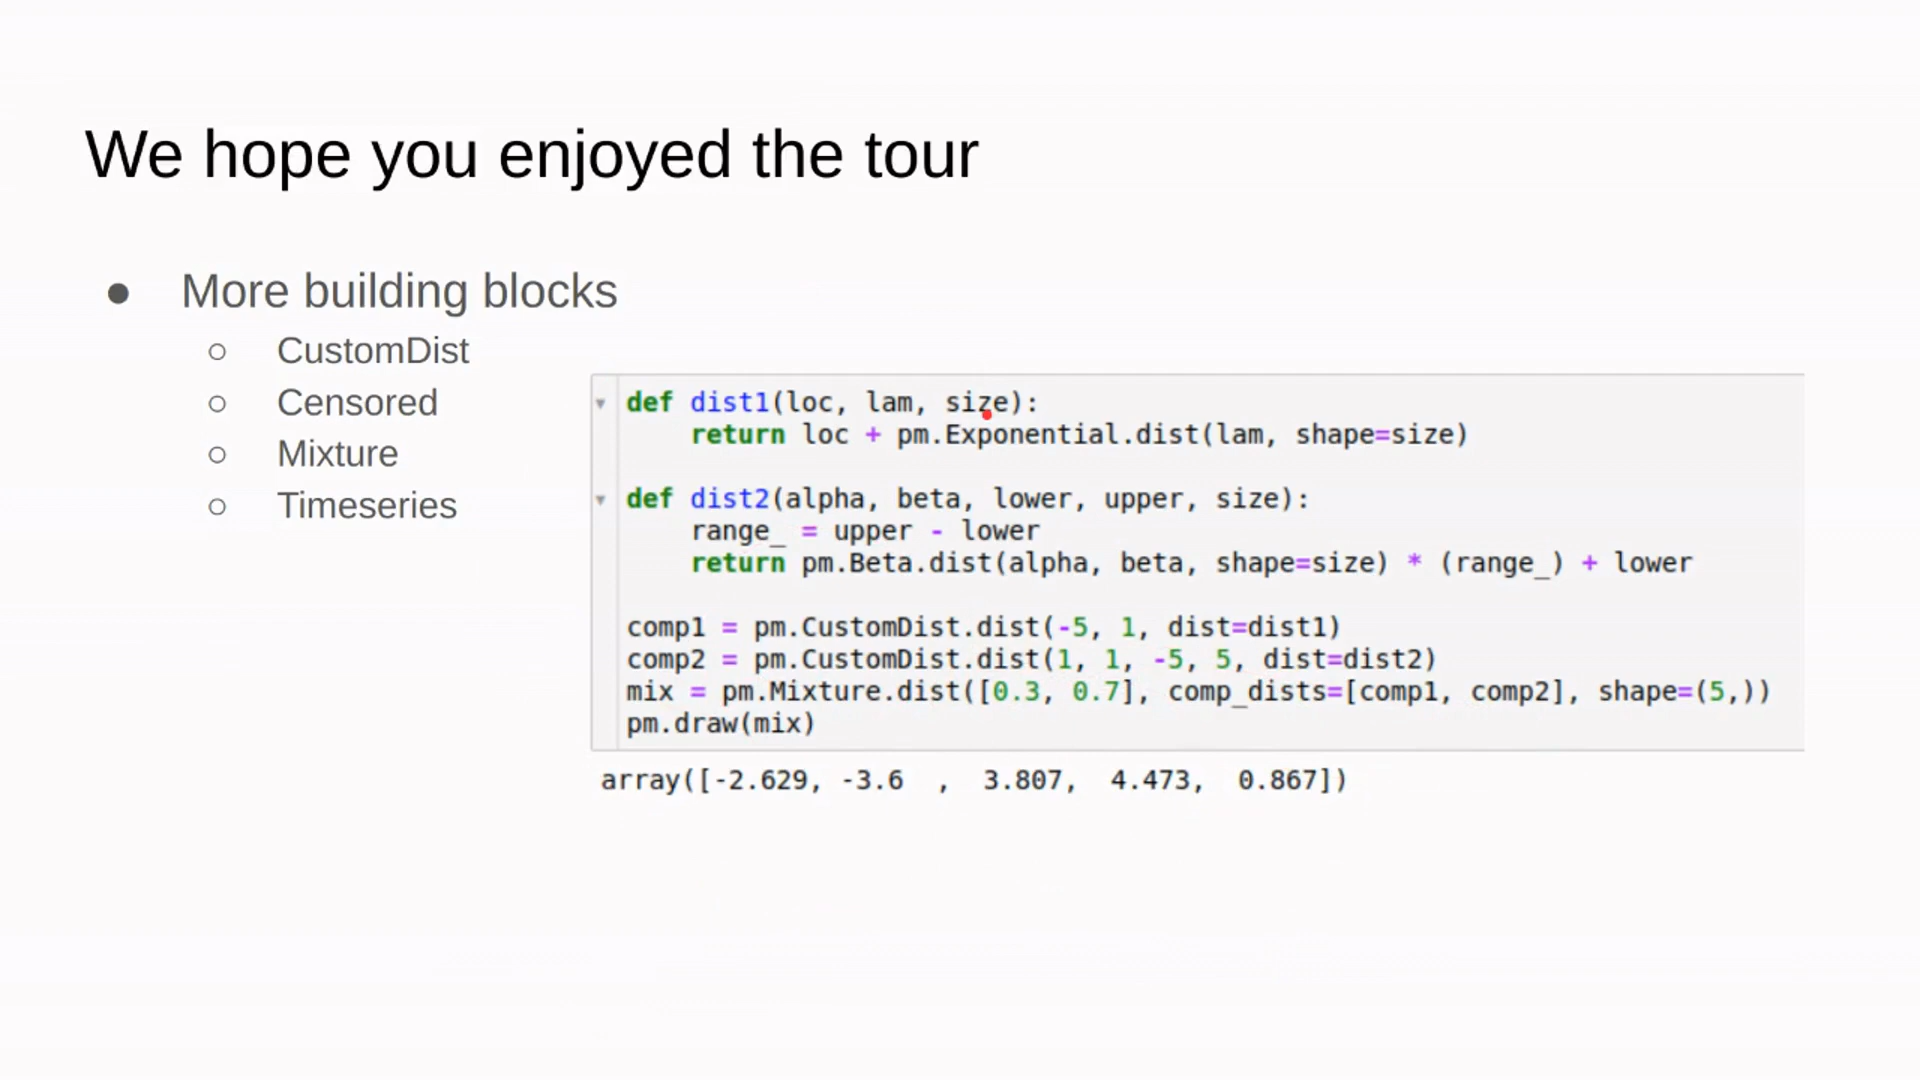 We hope you enjoyed the tour
● More building blocks
○ CustomDist
○ Censored
○ Mixture
○ Timeseries
def dist1(loc, lam, size):
    return loc + pm.Exponential.dist(lam, shape=size)
def dist2(alpha, beta, lower, upper, size):
    range_ = upper - lower
    return pm.Beta.dist(alpha, beta, shape=size) * (range_) + lower
comp1 = pm.CustomDist.dist(-5, 1, dist=dist1)
comp2 = pm.CustomDist.dist(1, 1, -5, 5, dist=dist2)
mix = pm.Mixture.dist([0.3, 0.7], comp_dists=[comp1, comp2], shape=(5,))
pm.draw(mix)
array([-2.629, -3.6  ,  3.807,  4.473,  0.867])